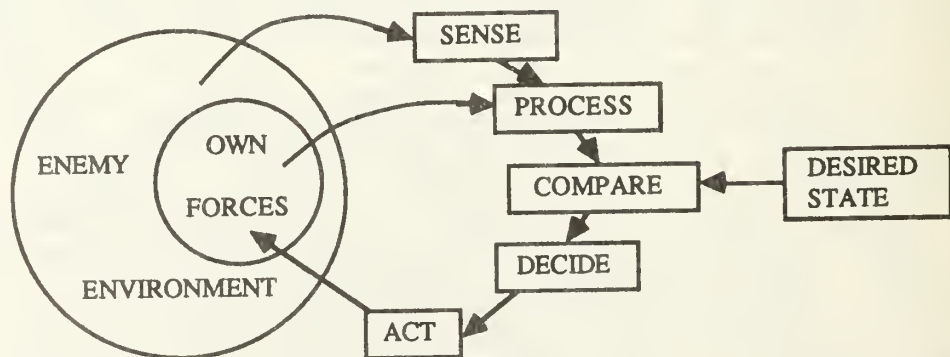 SENSE
PROCESS
OWN
ENEMY
COMPARE
DESIRED
STATE
FORCES
DECIDE
ENVIRONMENT
ACT